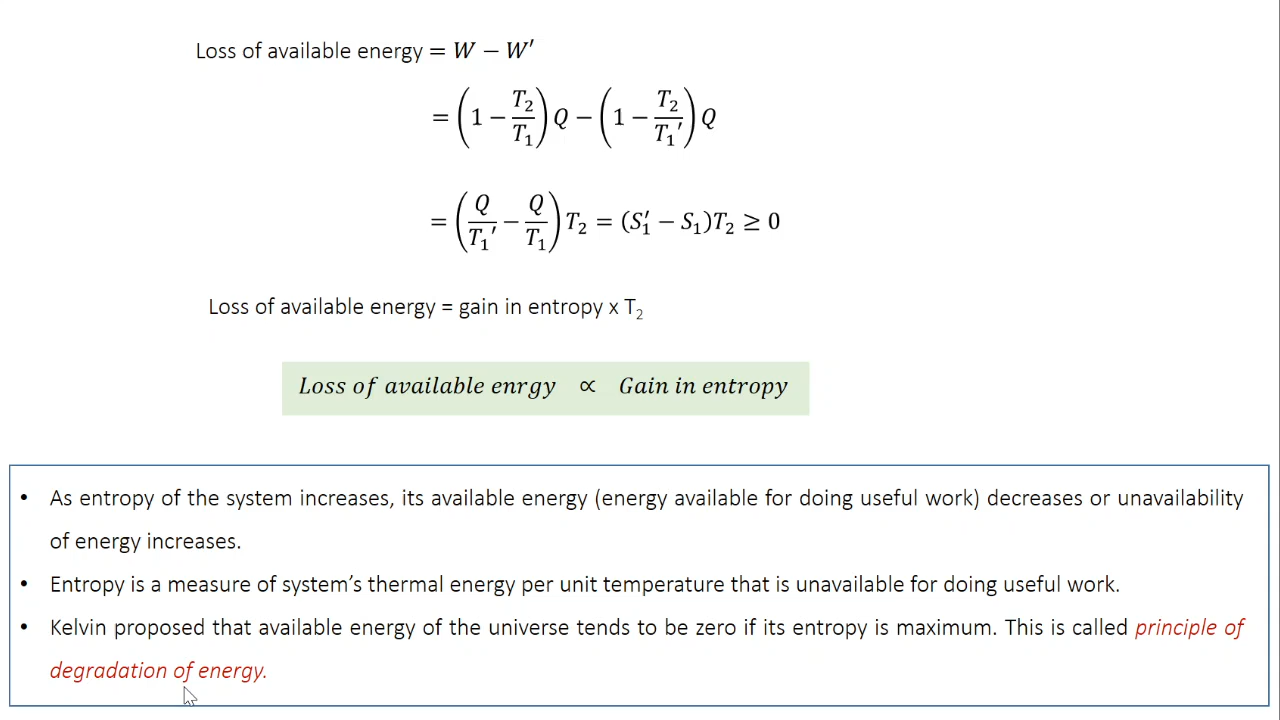 Loss of available energy = W − W′
= (1 − T₂/T₁) Q − (1 − T₂/T₁′) Q
= (Q/T₁′ − Q/T₁) T₂ = (S₁′ − S₁)T₂ ≥ 0
Loss of available energy = gain in entropy x T₂
Loss of available enrgy ∝ Gain in entropy
• As entropy of the system increases, its available energy (energy available for doing useful work) decreases or unavailability
of energy increases.
• Entropy is a measure of system’s thermal energy per unit temperature that is unavailable for doing useful work.
• Kelvin proposed that available energy of the universe tends to be zero if its entropy is maximum. This is called principle of
degradation of energy.